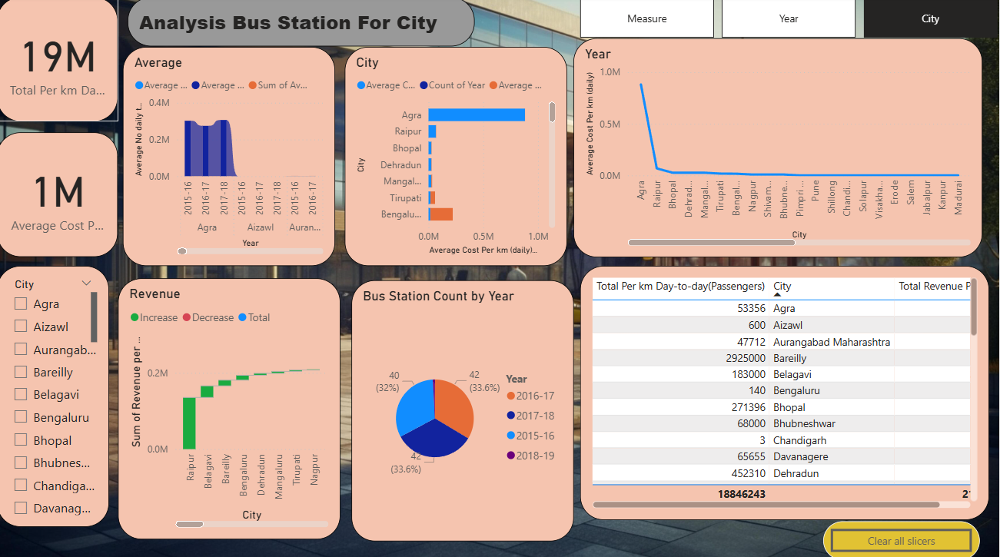 19M
Total Per km Da...
Analysis Bus Station For City
Measure
Year
City
1M
Average Cost P...
Average
Average ...
Average ...
Sum of Av...
Average No daily t...
0.4M
0.2M
0.0M
2015-16
2016-17
2017-18
2015-16
2016-17
2017-18
2015-16
2016-17
Agra
Aizawl
Auran...
Year
City
Average C...
Count of Year
Average ...
City
Agra
Raipur
Bhopal
Dehradun
Mangal...
Tirupati
Bengalu...
0.0M
0.5M
1.0M
Average Cost Per km (daily)...
Year
Average Cost Per km (daily)
1.0M
0.5M
0.0M
Agra
Raipur
Bhopal
Dehrad...
Mangal...
Tirupati
Bengal...
Nagpur
Shivam...
Bhubne...
Pimpri ...
Pune
Shillong
Chandi...
Solapur
Visakha...
Erode
Salem
Jabalpur
Kanpur
Madurai
City
City
Agra
Aizawl
Aurangab...
Bareilly
Belagavi
Bengaluru
Bhopal
Bhubnes...
Chandiga...
Davanag...
Revenue
Increase
Decrease
Total
Sum of Revenue per ...
0.2M
0.0M
Raipur
Belagavi
Bareilly
Bengaluru
Dehradun
Mangaluru
Tirupati
Nagpur
City
Bus Station Count by Year
40
(32%)
42
(33.6%)
42
(33.6%)
Year
2016-17
2017-18
2015-16
2018-19
Total Per km Day-to-day(Passengers) City Total Revenue P
53356 Agra
600 Aizawl
47712 Aurangabad Maharashtra
2925000 Bareilly
183000 Belagavi
140 Bengaluru
271396 Bhopal
68000 Bhubneshwar
3 Chandigarh
65655 Davanagere
452310 Dehradun
18846243
Clear all slicers